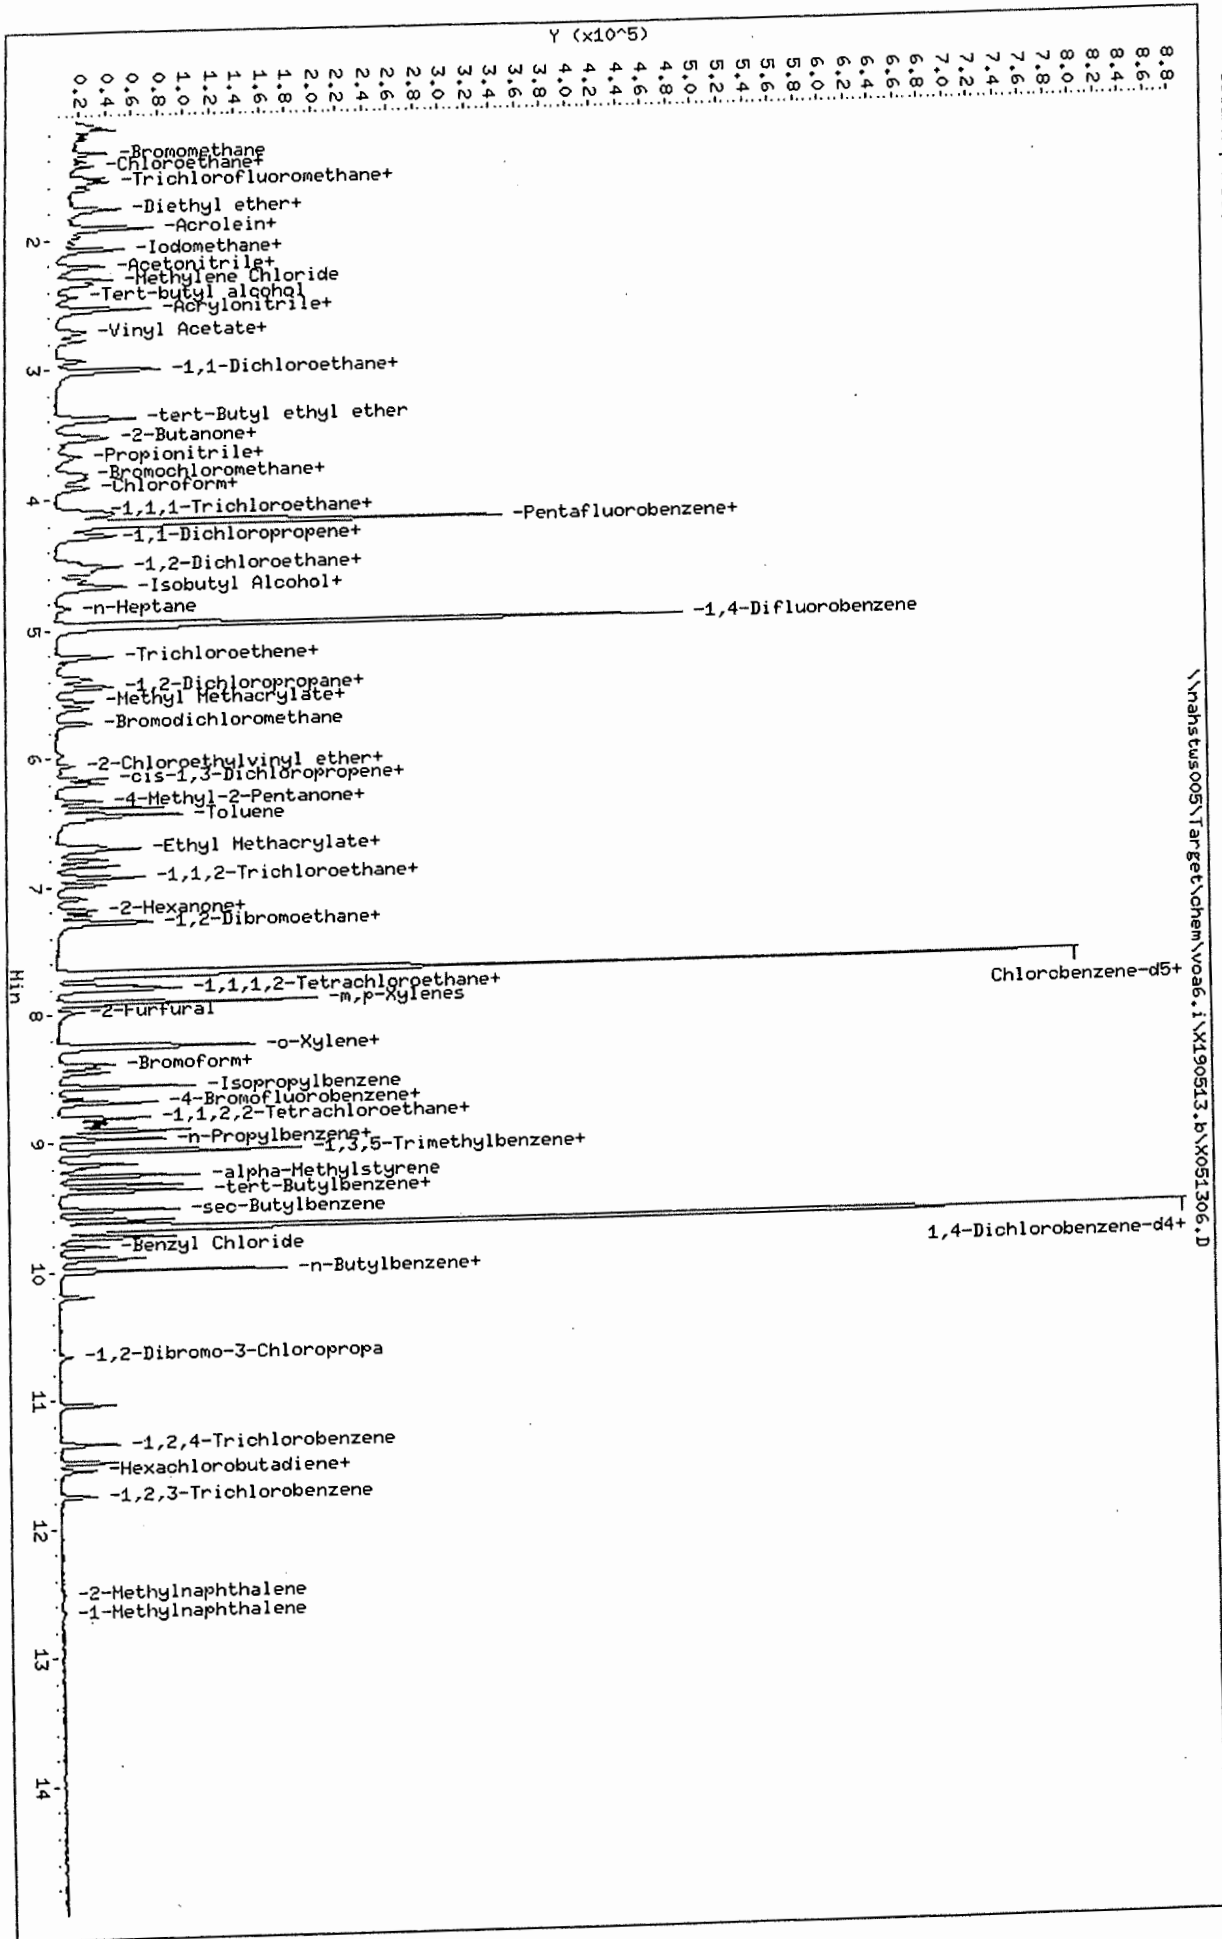 Y (x10^5)
8.8
8.6
8.4
8.2
8.0
7.8
7.6
7.4
7.2
7.0
6.8
6.6
6.4
6.2
6.0
5.8
5.6
5.4
5.2
5.0
4.8
4.6
4.4
4.2
4.0
3.8
3.6
3.4
3.2
3.0
2.8
2.6
2.4
2.2
2.0
1.8
1.6
1.4
1.2
1.0
0.8
0.6
0.4
0.2
\\nahstws005\Target\chem\voa6.i\X190513.b\X051306.D
-Bromomethane
-Chloroethane+
-Trichlorofluoromethane+
-Diethyl ether+
-Acrolein+
2
-Iodomethane+
-Acetonitrile+
-Methylene Chloride
-Tert-butyl alcohol
-Acrylonitrile+
-Vinyl Acetate+
3
-1,1-Dichloroethane+
-tert-Butyl ethyl ether
-2-Butanone+
-Propionitrile+
-Bromochloromethane+
-Chloroform+
4
-1,1,1-Trichloroethane+
-Pentafluorobenzene+
-1,1-Dichloropropene+
-1,2-Dichloroethane+
-Isobutyl Alcohol+
-n-Heptane
-1,4-Difluorobenzene
5
-Trichloroethene+
-1,2-Dichloropropane+
-Methyl Methacrylate+
-Bromodichloromethane
6
-2-Chloroethylvinyl ether+
-cis-1,3-Dichloropropene+
-4-Methyl-2-Pentanone+
-Toluene
-Ethyl Methacrylate+
-1,1,2-Trichloroethane+
7
-2-Hexanone+
-1,2-Dibromoethane+
Chlorobenzene-d5+
-1,1,1,2-Tetrachloroethane+
-m,p-Xylenes
-2-Furfural
8
Min
-o-Xylene+
-Bromoform+
-Isopropylbenzene
-4-Bromofluorobenzene+
-1,1,2,2-Tetrachloroethane+
-n-Propylbenzene+
-1,3,5-Trimethylbenzene+
9
-alpha-Methylstyrene
-tert-Butylbenzene+
-sec-Butylbenzene
1,4-Dichlorobenzene-d4+
-Benzyl Chloride
-n-Butylbenzene+
10
-1,2-Dibromo-3-Chloropropa
11
-1,2,4-Trichlorobenzene
-Hexachlorobutadiene+
-1,2,3-Trichlorobenzene
12
-2-Methylnaphthalene
-1-Methylnaphthalene
13
14